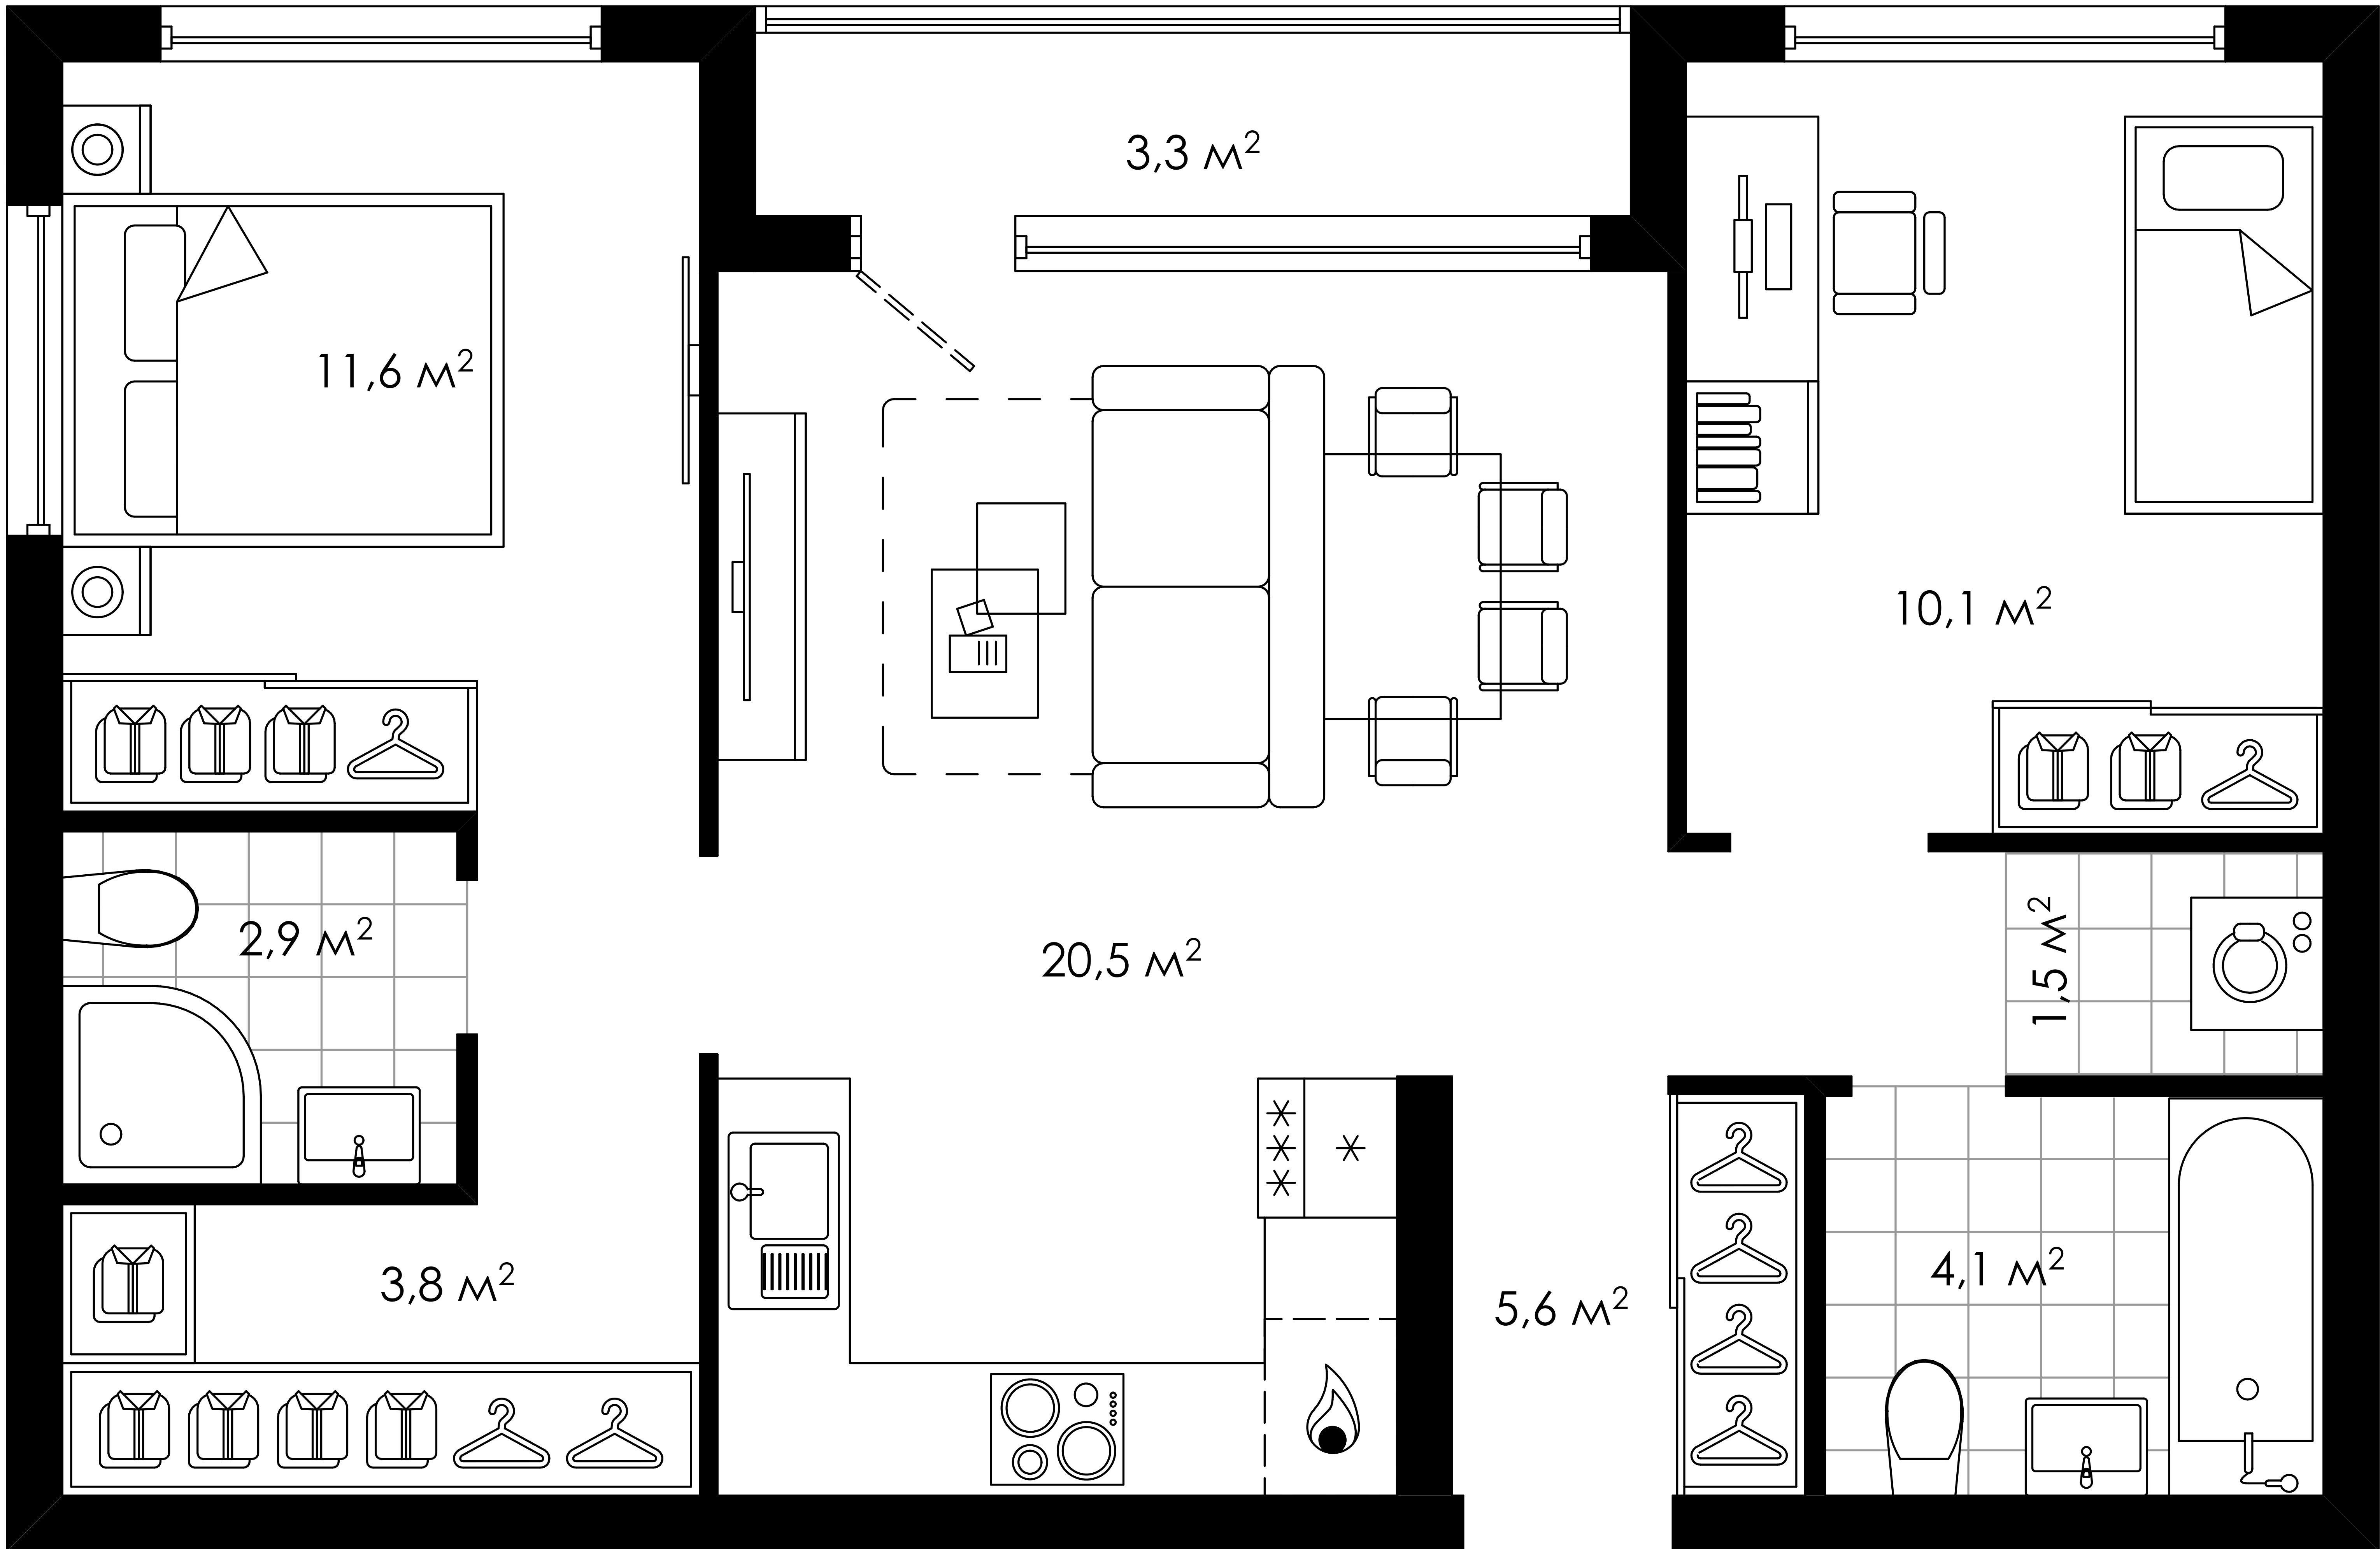 3,3 м²
11,6 м²
10,1 м²
2,9 м²
20,5 м²
1,5 м²
3,8 м²
5,6 м²
4,1 м²